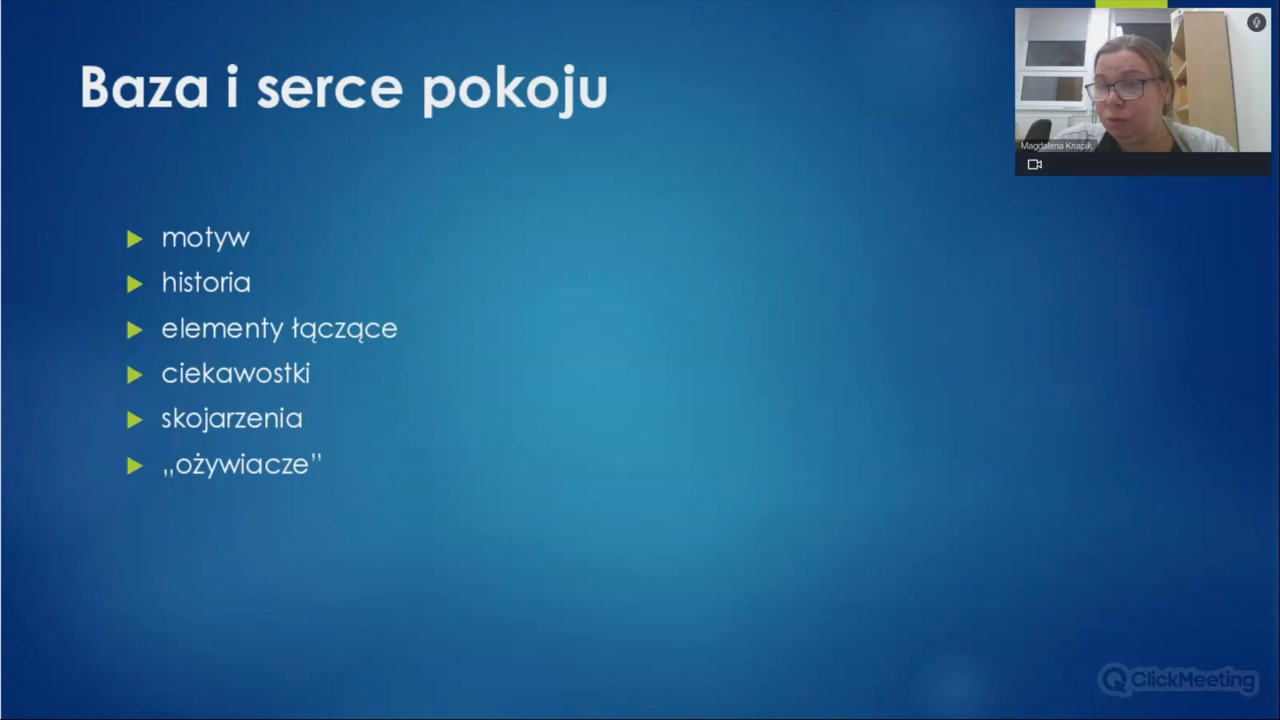 Baza i serce pokoju
Magdalena Knapik
motyw
historia
elementy łączące
ciekawostki
skojarzenia
„ożywiacze”
ClickMeeting